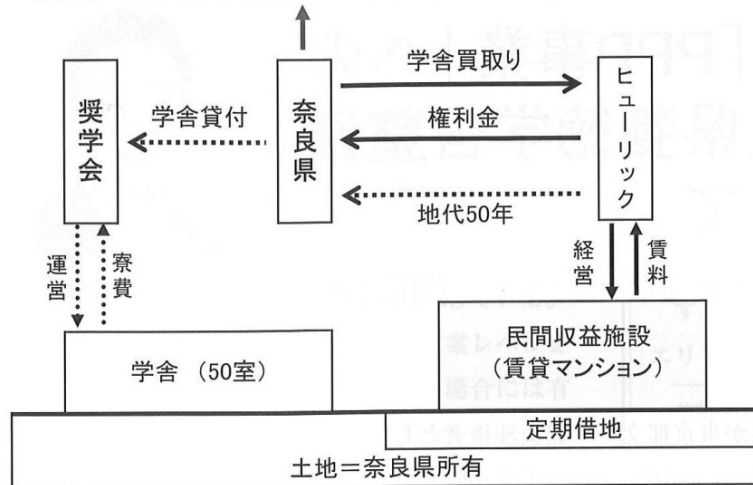 学舎買取り
権利金
学舎貸付
地代50年
奨学会
奈良県
ヒューリック
運営
寮費
経営
賃料
学舎 (50室)
民間収益施設
(賃貸マンション)
定期借地
土地=奈良県所有